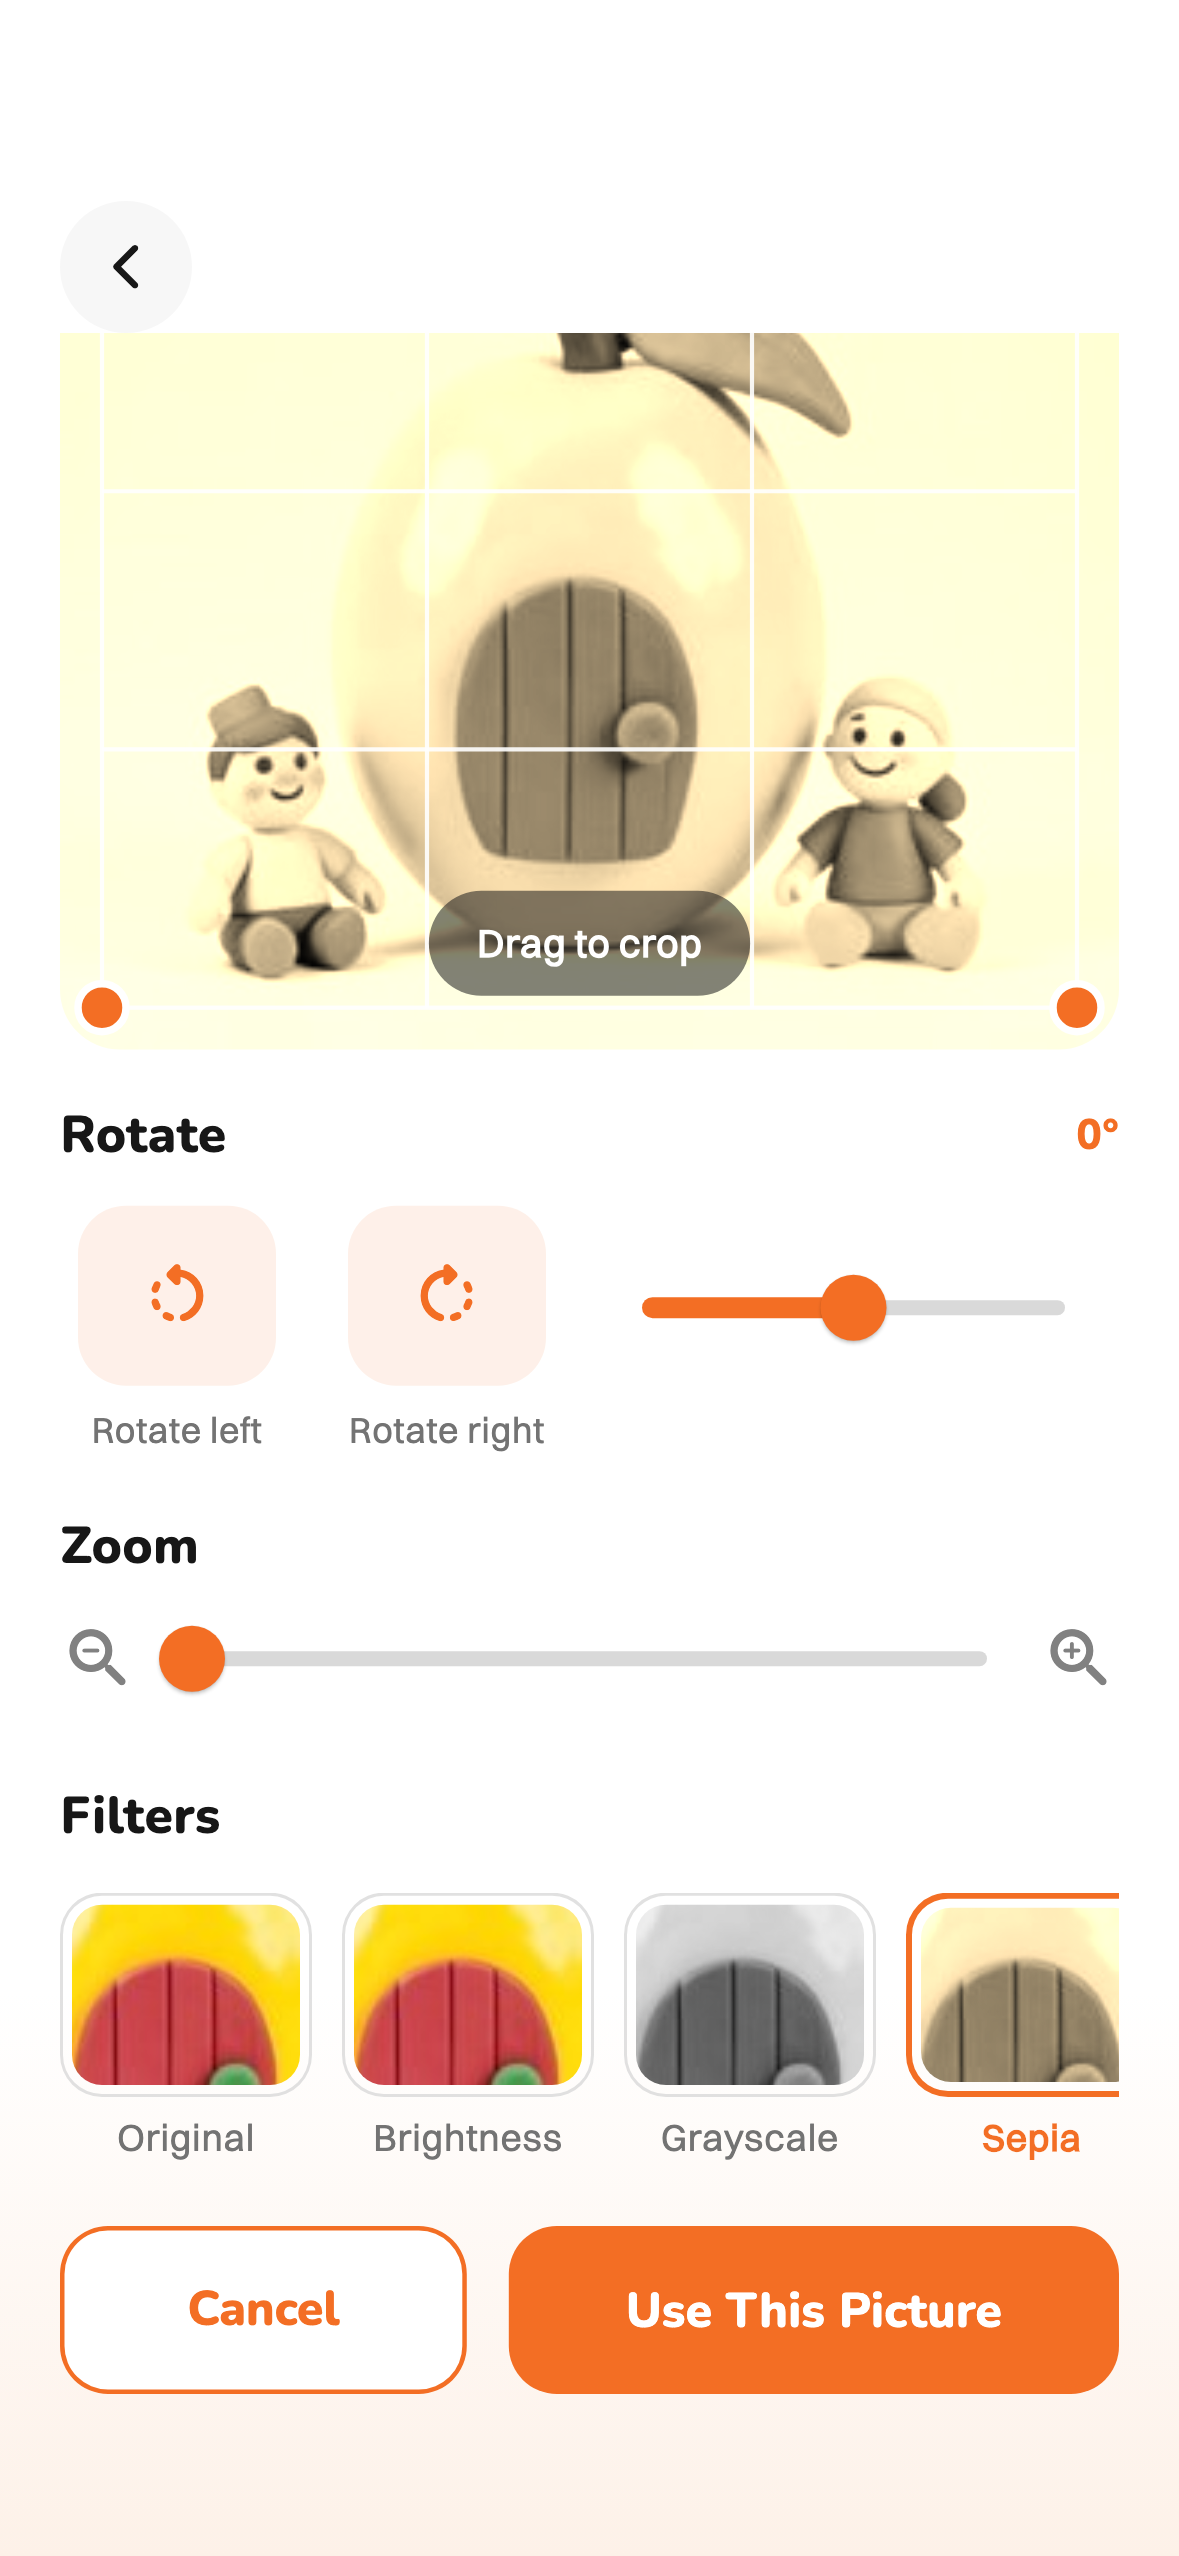 Drag to crop
Rotate
0°
Rotate left
Rotate right
Zoom
Filters
Original
Brightness
Grayscale
Sepia
Cancel
Use This Picture